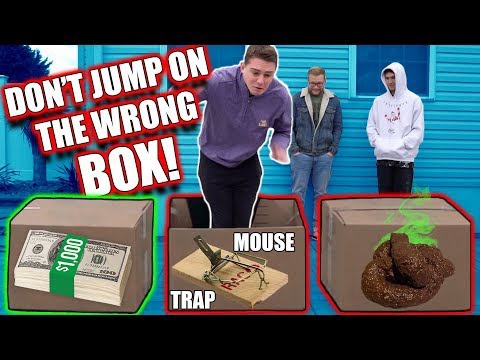 DON'T JUMP ON
THE WRONG
BOX!
$1,000
MOUSE
TRAP